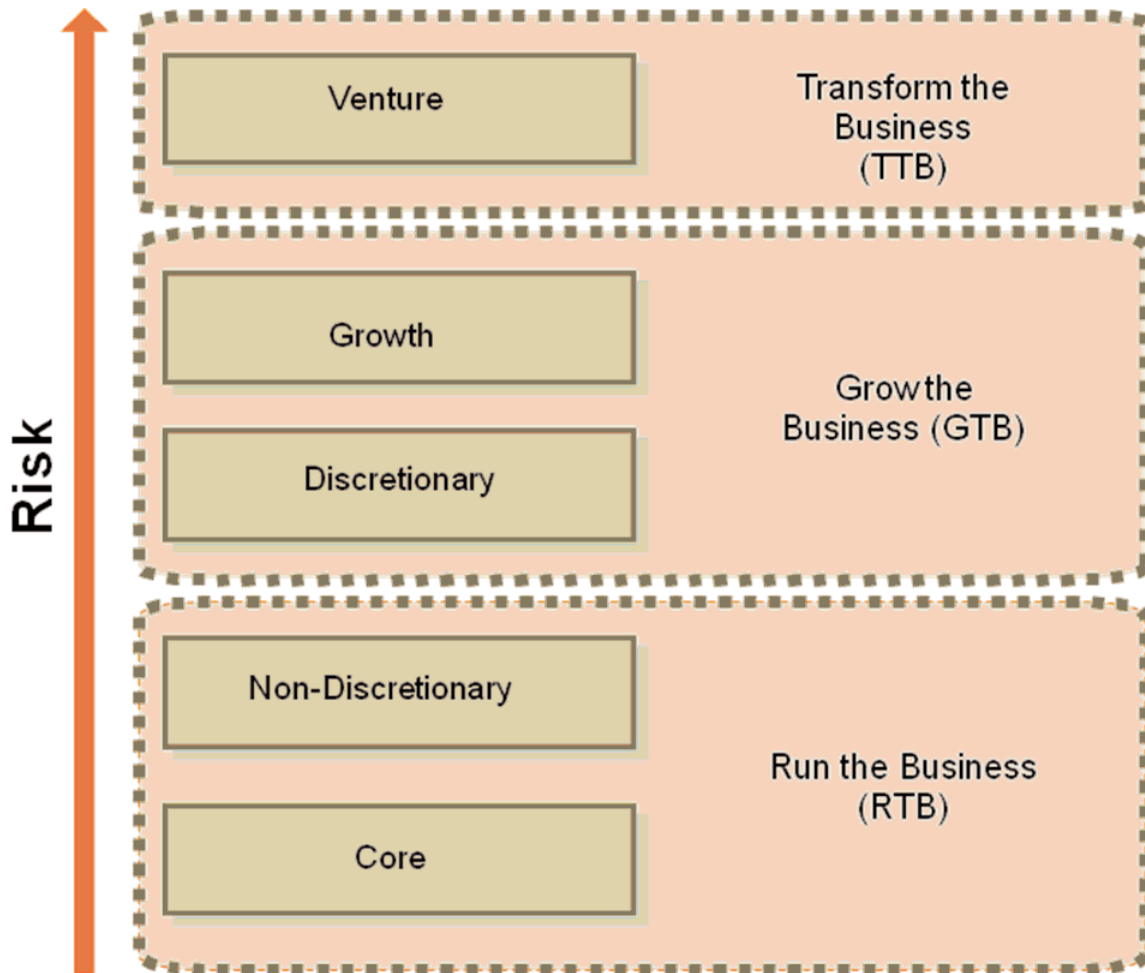 Venture
Transform the
Business
(TTB)
Growth
Grow the
Business (GTB)
Discretionary
Risk
Non-Discretionary
Run the Business
(RTB)
Core